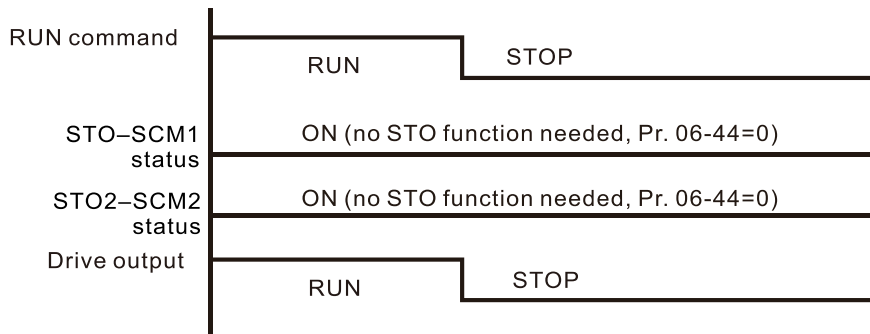 RUN command
RUN
STOP
STO–SCM1
status
ON (no STO function needed, Pr. 06-44=0)
STO2–SCM2
status
ON (no STO function needed, Pr. 06-44=0)
Drive output
RUN
STOP